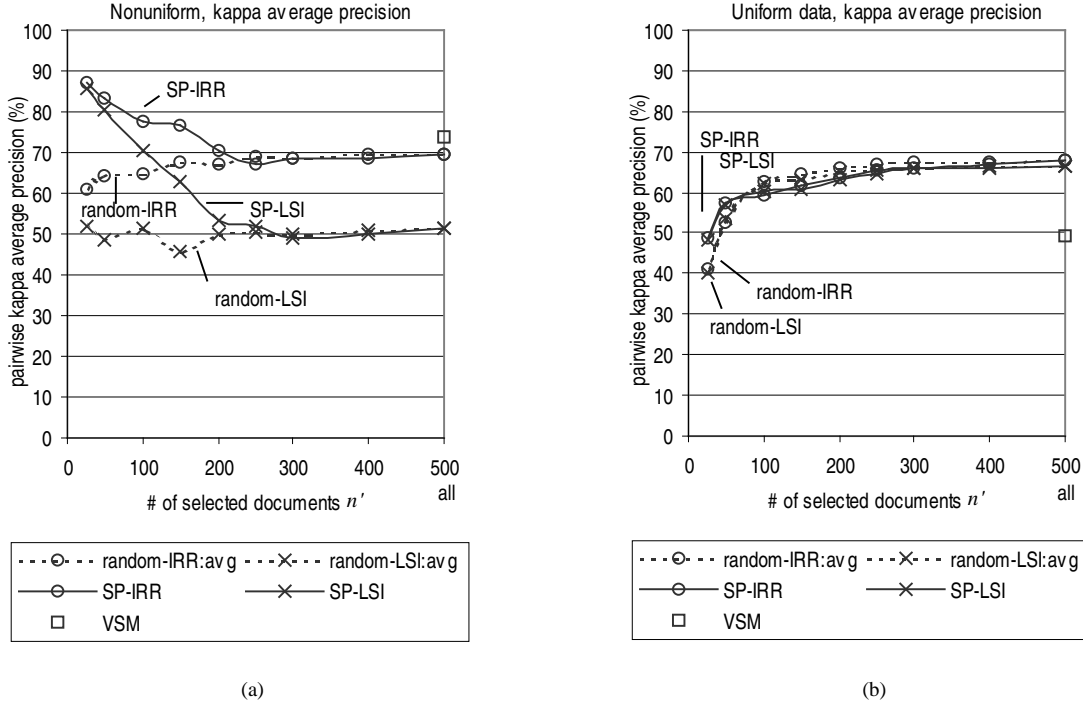 Nonuniform, kappa average precision
100
90
80
70
60
50
40
30
20
10
0
pairwise kappa average precision (%)
SP-IRR
random-IRR
SP-LSI
random-LSI
0 100 200 300 400 500
all
# of selected documents n'
random-IRR:avg random-LSI:avg
SP-IRR SP-LSI
VSM
(a)
Uniform data, kappa average precision
100
90
80
70
60
50
40
30
20
10
0
pairwise kappa average precision (%)
SP-IRR
SP-LSI
random-IRR
random-LSI
0 100 200 300 400 500
all
# of selected documents n'
random-IRR:avg random-LSI:avg
SP-IRR SP-LSI
VSM
(b)